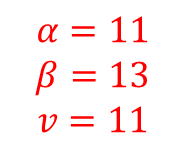 α = 11
β = 13
v = 11